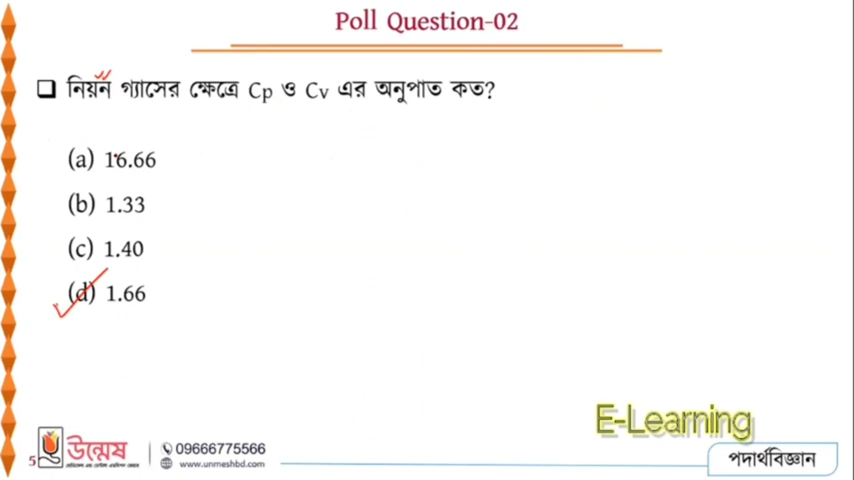 Poll Question-02
❑ নিয়ন গ্যাসের ক্ষেত্রে Cp ও Cv এর অনুপাত কত?
(a) 16.66
(b) 1.33
(c) 1.40
(d) 1.66
E-Learning
5
উন্মেষ
09666775566
www.unmeshbd.com
পদার্থবিজ্ঞান